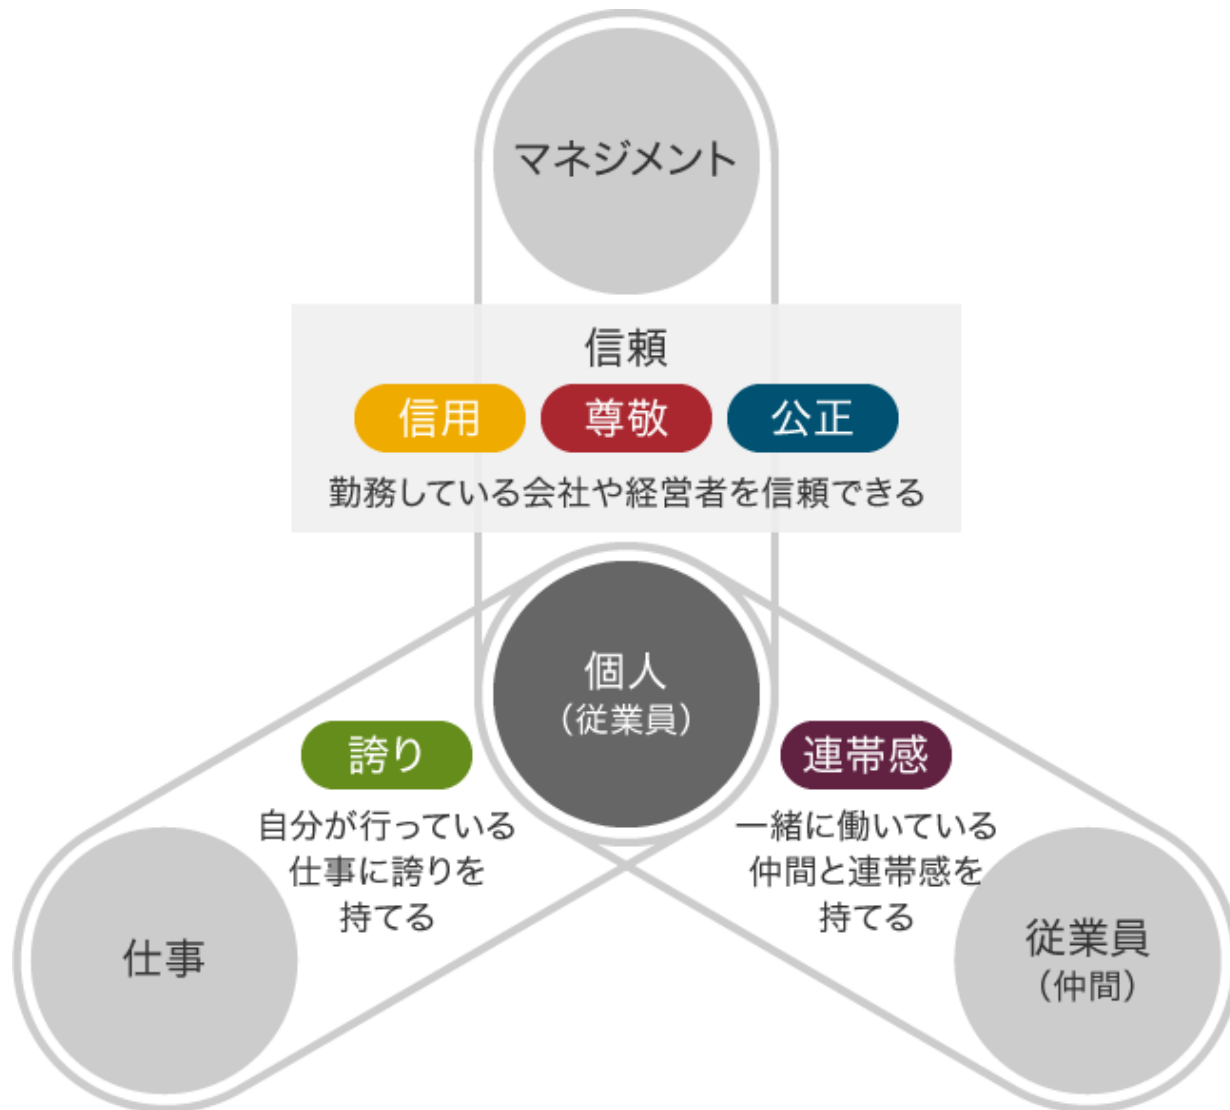 マネジメント
信頼
信用
尊敬
公正
勤務している会社や経営者を信頼できる
個人
（従業員）
誇り
自分が行っている
仕事に誇りを
持てる
連帯感
一緒に働いている
仲間と連帯感を
持てる
仕事
従業員
（仲間）